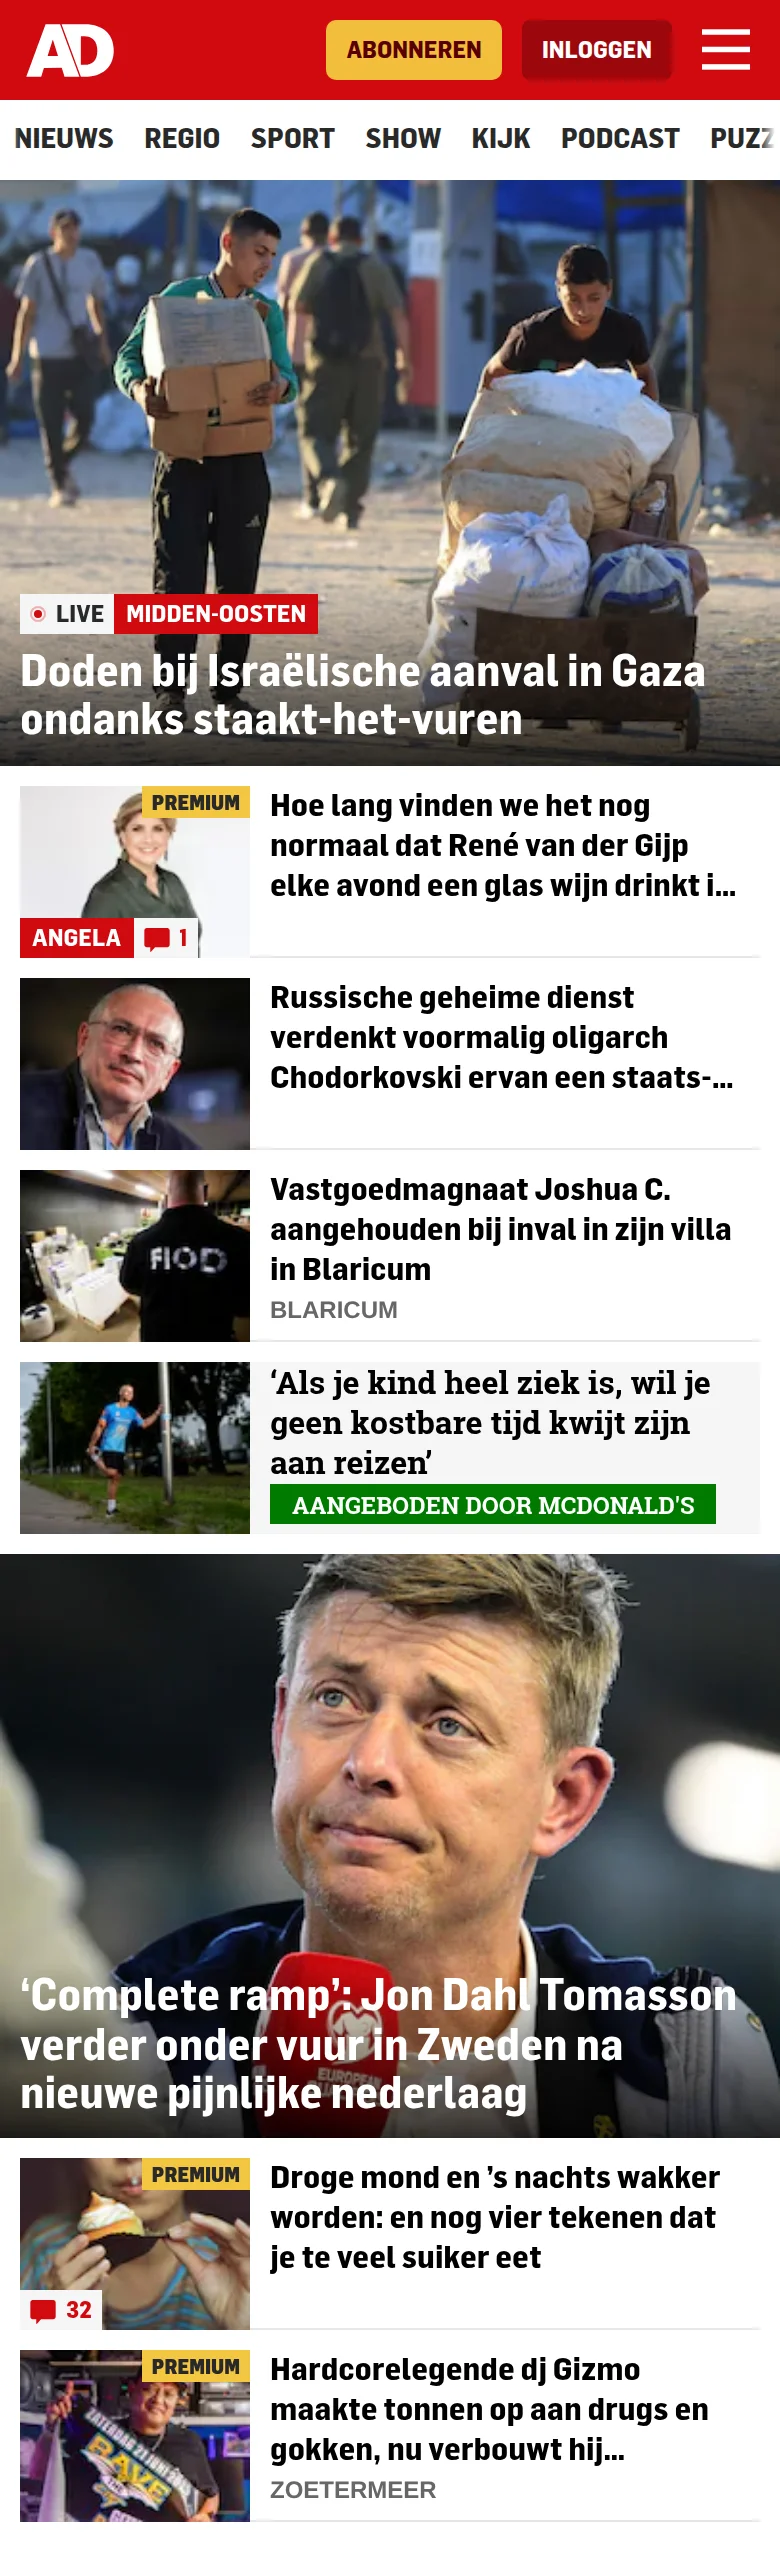 AD
ABONNEREN
INLOGGEN
NIEUWS REGIO SPORT SHOW KIJK PODCAST PUZZ
LIVE MIDDEN-OOSTEN
Doden bij Israëlische aanval in Gaza
ondanks staakt-het-vuren
PREMIUM
ANGELA 1
Hoe lang vinden we het nog
normaal dat René van der Gijp
elke avond een glas wijn drinkt i...
Russische geheime dienst
verdenkt voormalig oligarch
Chodorkovski ervan een staats-...
FIOD
Vastgoedmagnaat Joshua C.
aangehouden bij inval in zijn villa
in Blaricum
BLARICUM
‘Als je kind heel ziek is, wil je
geen kostbare tijd kwijt zijn
aan reizen’
AANGEBODEN DOOR MCDONALD'S
EUROPEAN
‘Complete ramp’: Jon Dahl Tomasson
verder onder vuur in Zweden na
nieuwe pijnlijke nederlaag
PREMIUM
32
Droge mond en ’s nachts wakker
worden: en nog vier tekenen dat
je te veel suiker eet
PREMIUM
RAVE
Hardcorelegende dj Gizmo
maakte tonnen op aan drugs en
gokken, nu verbouwt hij...
ZOETERMEER